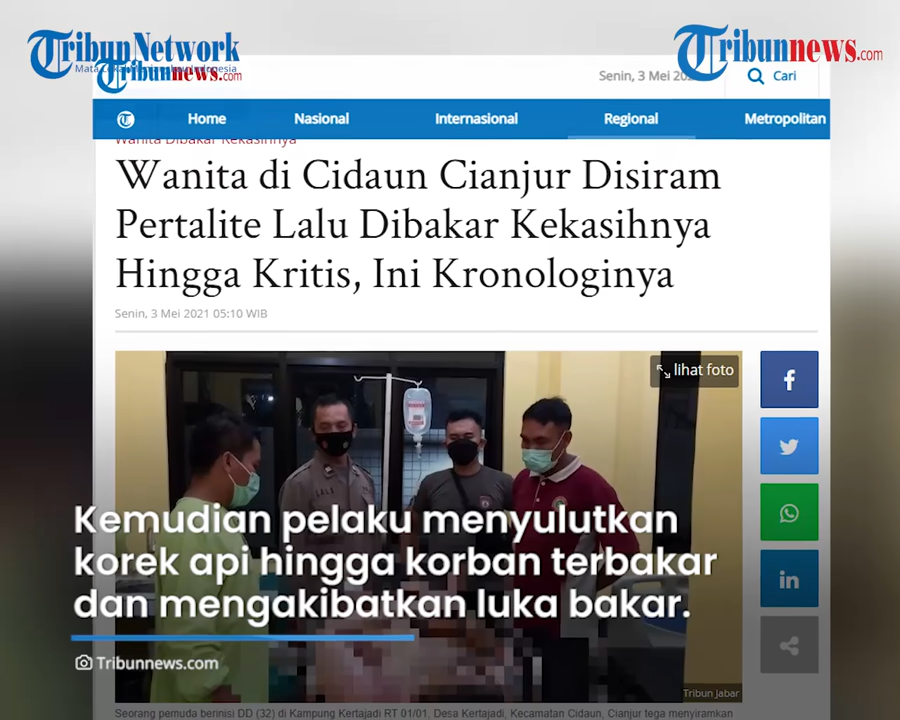 Tribun Network
Tribunnews.com
Tribunnews.com
Senin, 3 Mei
Cari
Home
Nasional
Internasional
Regional
Metropolitan
Wanita Dibakar Kekasihnya
Wanita di Cidaun Cianjur Disiram
Pertalite Lalu Dibakar Kekasihnya
Hingga Kritis, Ini Kronologinya
Senin, 3 Mei 2021 05:10 WIB
lihat foto
Kemudian pelaku menyulutkan
korek api hingga korban terbakar
dan mengakibatkan luka bakar.
Tribunnews.com
Tribun Jabar
Seorang pemuda berinisi DD (32) di Kampung Kertajadi RT 01/01, Desa Kertajadi, Kecamatan Cidaun, Cianjur tega menyiramkan